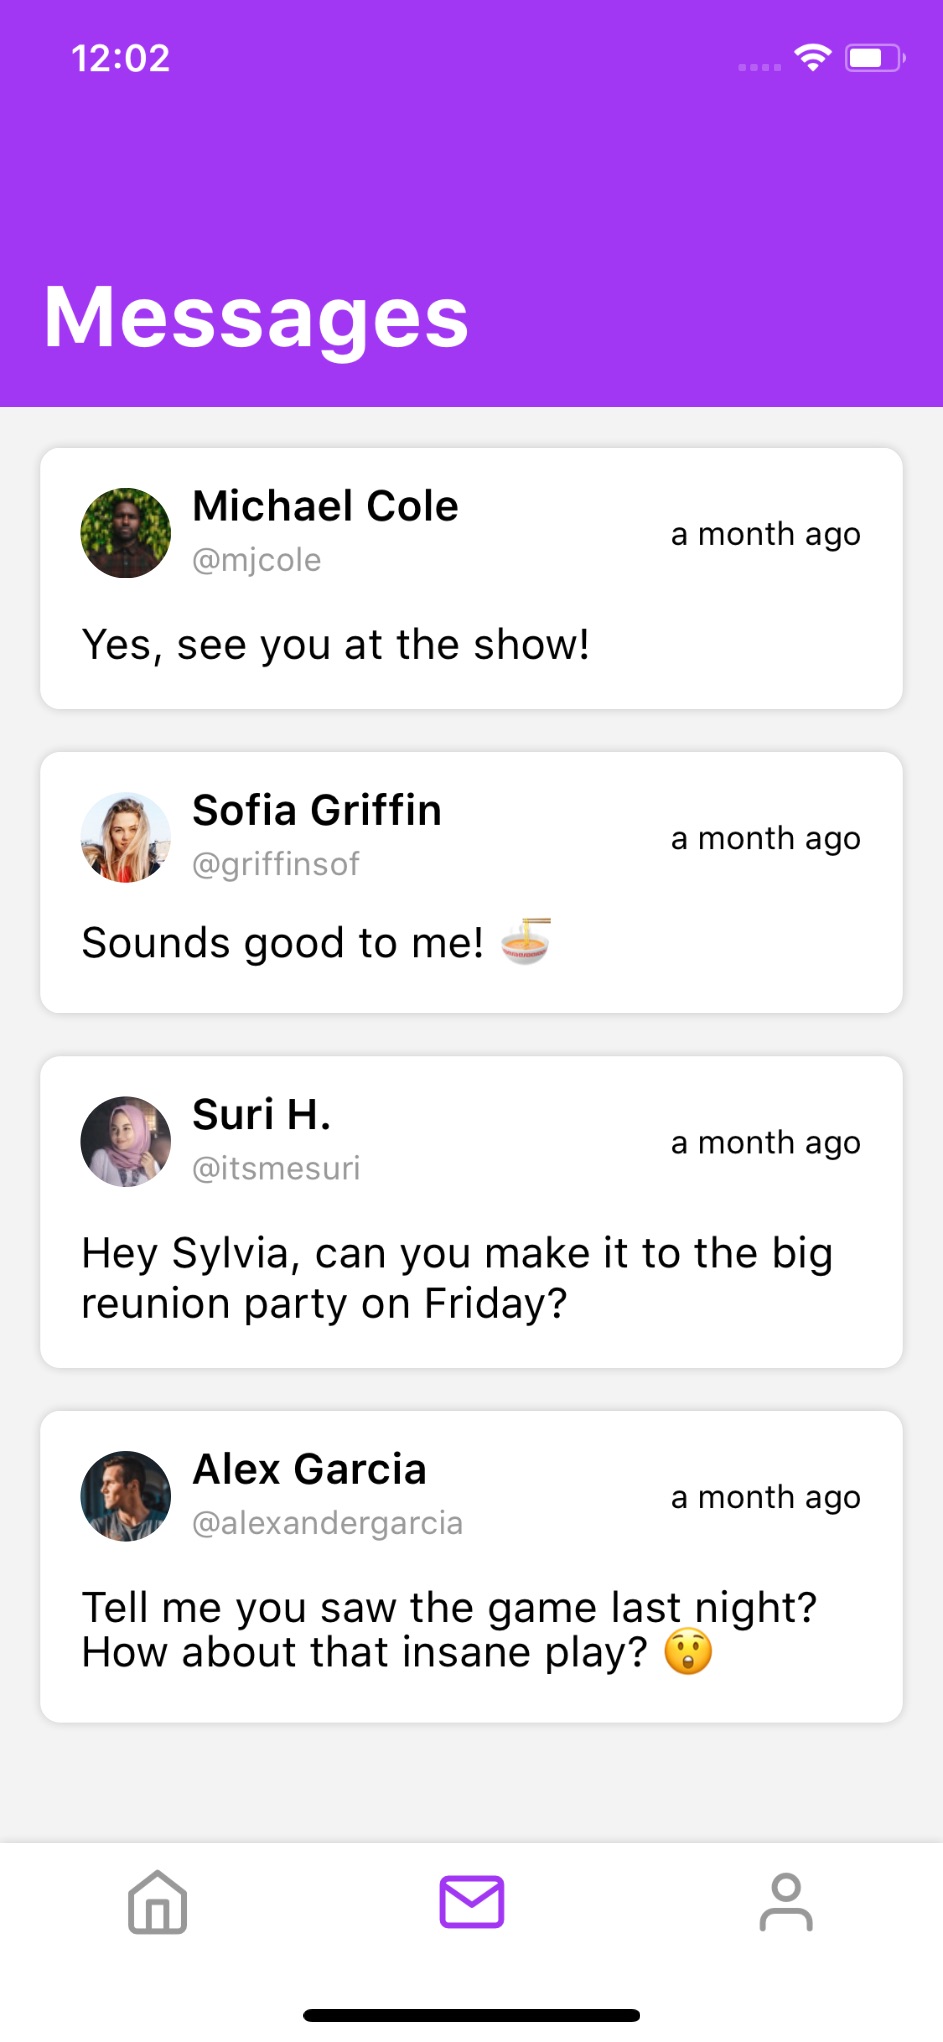 12:02
Messages
Michael Cole
@mjcole
a month ago
Yes, see you at the show!
Sofia Griffin
@griffinsof
a month ago
Sounds good to me! 🍜
Suri H.
@itsmesuri
a month ago
Hey Sylvia, can you make it to the big
reunion party on Friday?
Alex Garcia
@alexandergarcia
a month ago
Tell me you saw the game last night?
How about that insane play? 😲